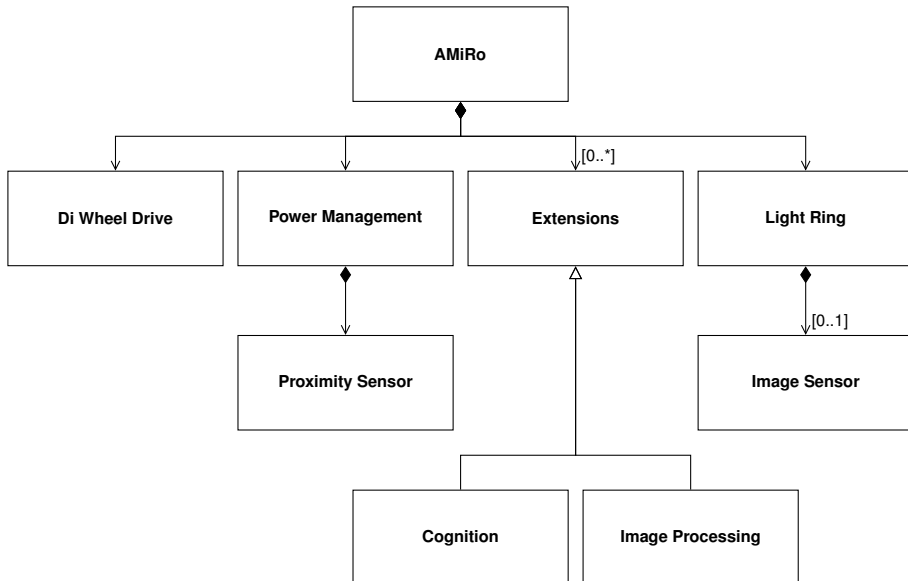 AMiRo
[0..*]
Di Wheel Drive
Power Management
Extensions
Light Ring
[0..1]
Proximity Sensor
Image Sensor
Cognition
Image Processing